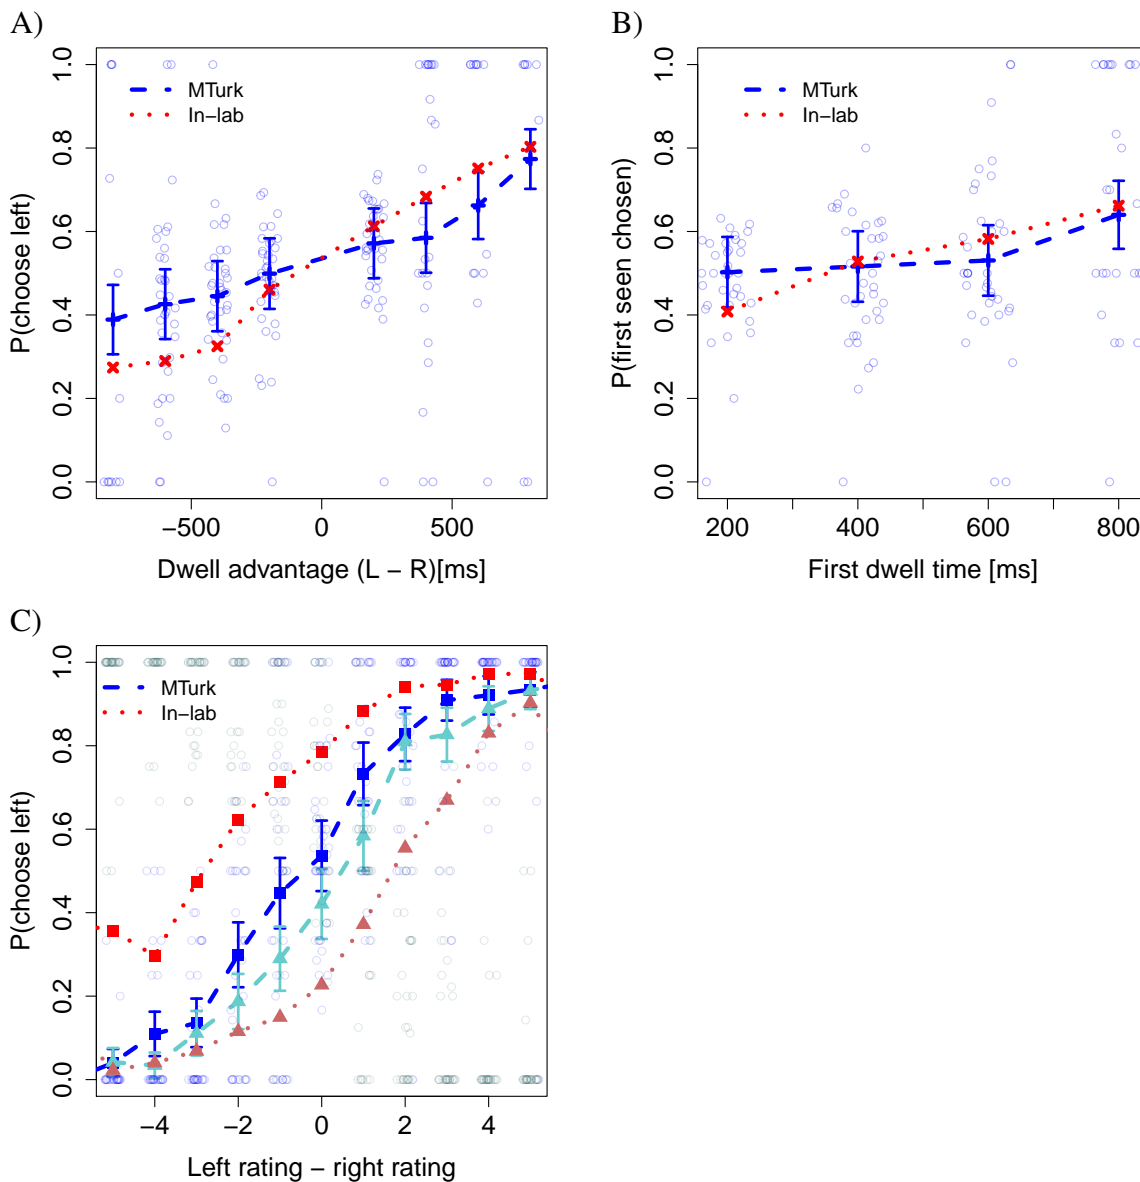 A)
P(choose left)
0.0
0.2
0.4
0.6
0.8
1.0
MTurk
In−lab
−500
0
500
Dwell advantage (L − R)[ms]
B)
P(first seen chosen)
0.0
0.2
0.4
0.6
0.8
1.0
MTurk
In−lab
200
400
600
800
First dwell time [ms]
C)
P(choose left)
0.0
0.2
0.4
0.6
0.8
1.0
MTurk
In−lab
−4
−2
0
2
4
Left rating − right rating